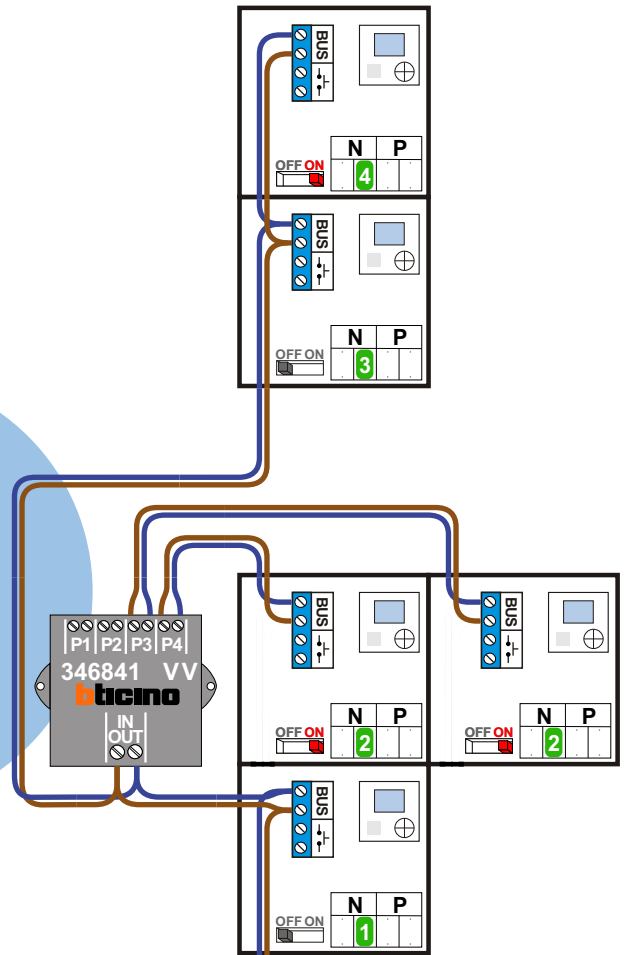 BUS
N P
OFF ON
4
BUS
N P
OFF ON
3
P1 P2 P3 P4
346841 VV
bticino
IN
OUT
BUS
N P
OFF ON
2
BUS
N P
OFF ON
2
BUS
N P
OFF ON
1